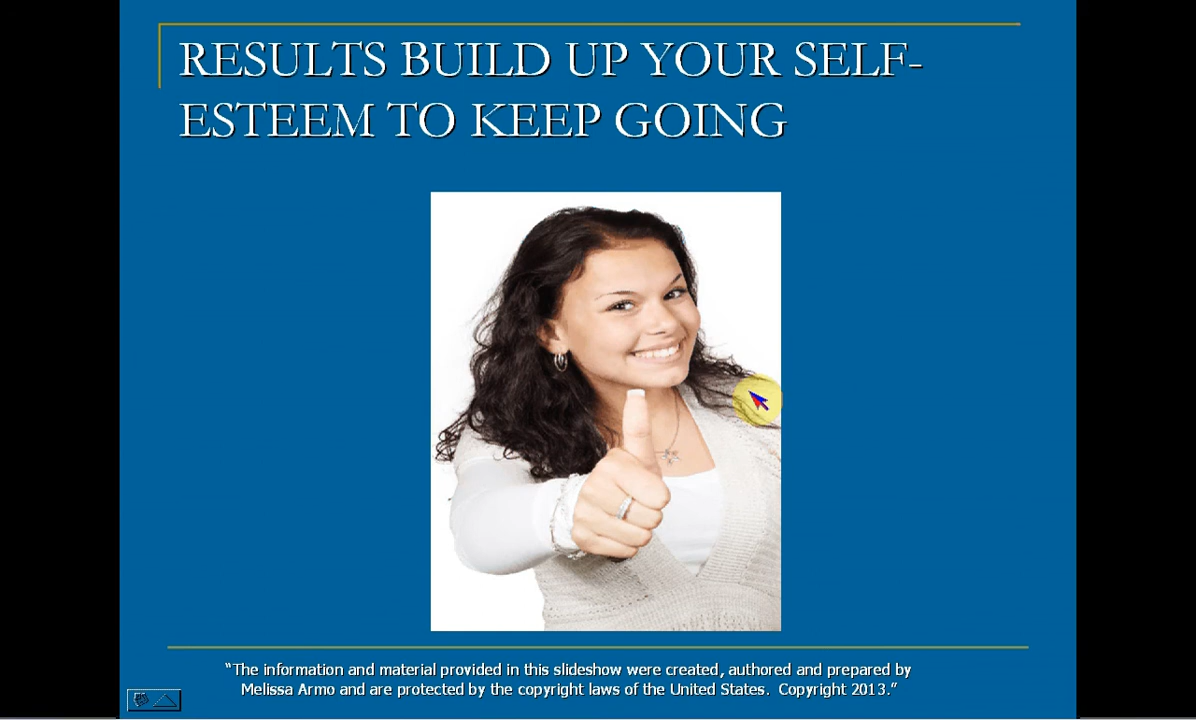 RESULTS BUILD UP YOUR SELF-
ESTEEM TO KEEP GOING
“The information and material provided in this slideshow were created, authored and prepared by
Melissa Armo and are protected by the copyright laws of the United States.  Copyright 2013.”